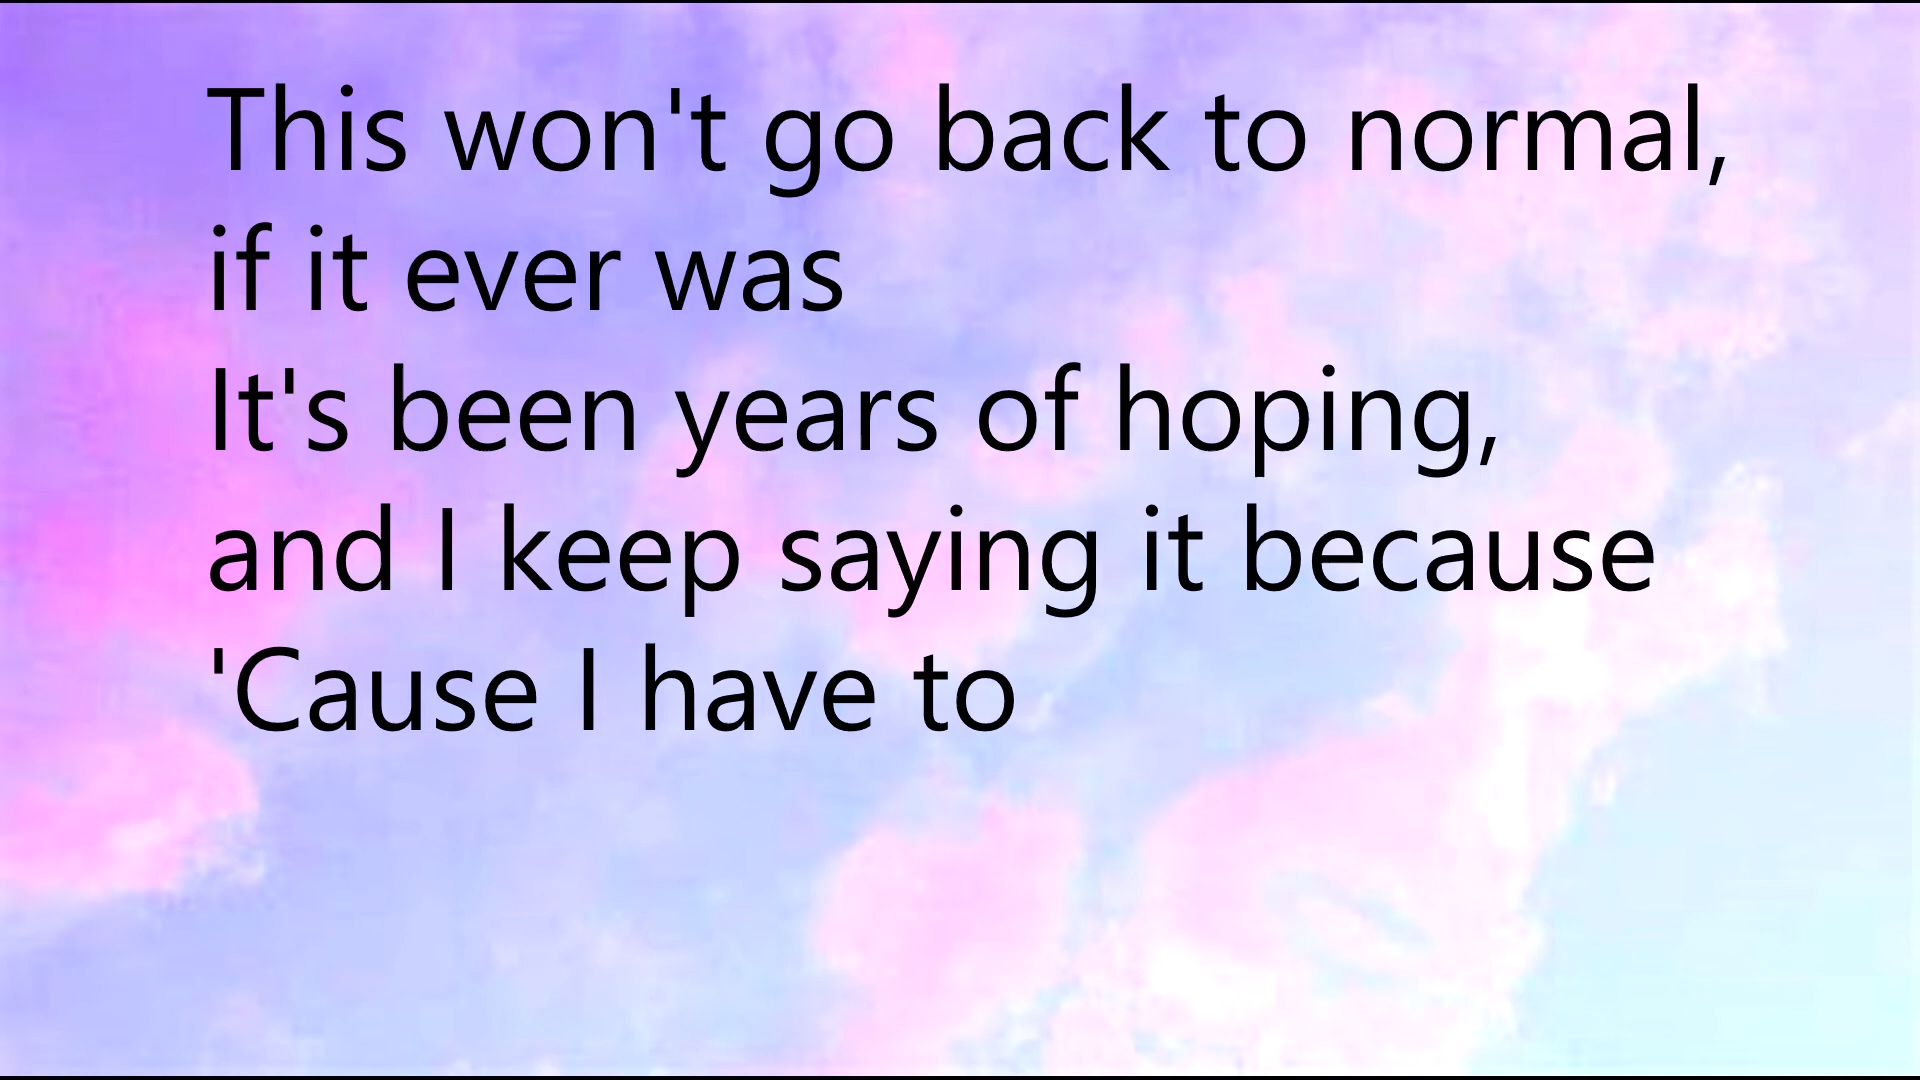 This won't go back to normal,
if it ever was
It's been years of hoping,
and I keep saying it because
'Cause I have to